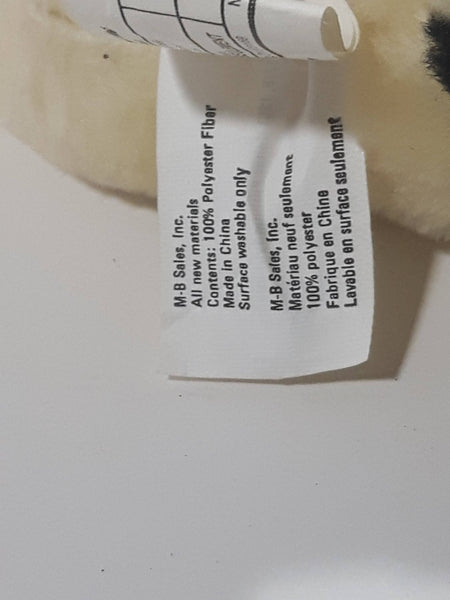 M-B Sales, Inc.
All new materials
Contents: 100% Polyester Fiber
Made in China
Surface washable only
M-B Sales, Inc.
Matériau neuf seulement
100% polyester
Fabrique en Chine
Lavable en surface seulement